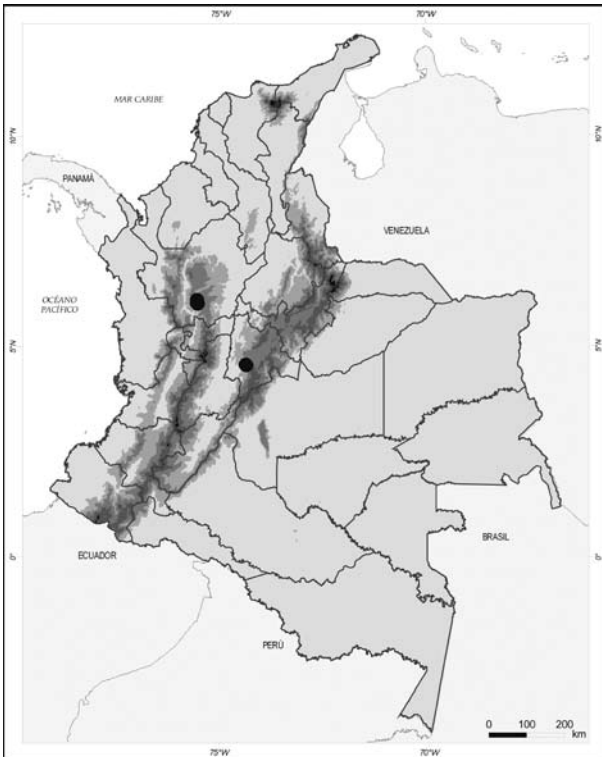 75°W 70°W
MAR CARIBE
10°N 10°N
PANAMÁ
VENEZUELA
OCÉANO
PACÍFICO
5°N 5°N
ECUADOR
BRASIL
0° 0°
PERÚ
0 100 200
km
75°W 70°W